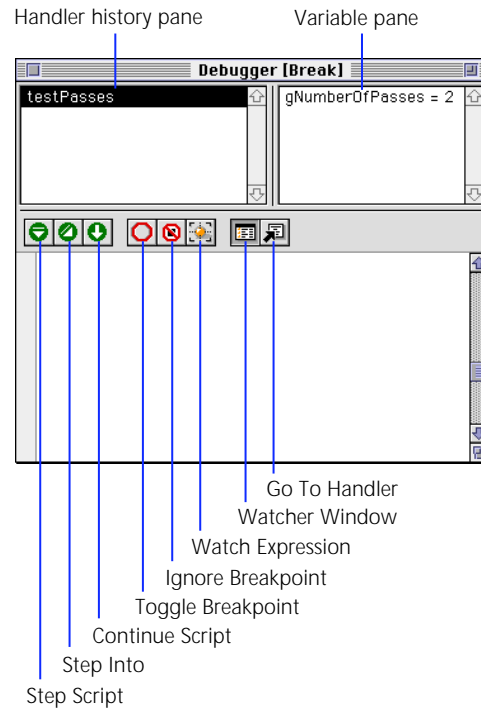 Handler history pane
Variable pane
Debugger [Break]
testPasses
gNumberOfPasses = 2
Go To Handler
Watcher Window
Watch Expression
Ignore Breakpoint
Toggle Breakpoint
Continue Script
Step Into
Step Script